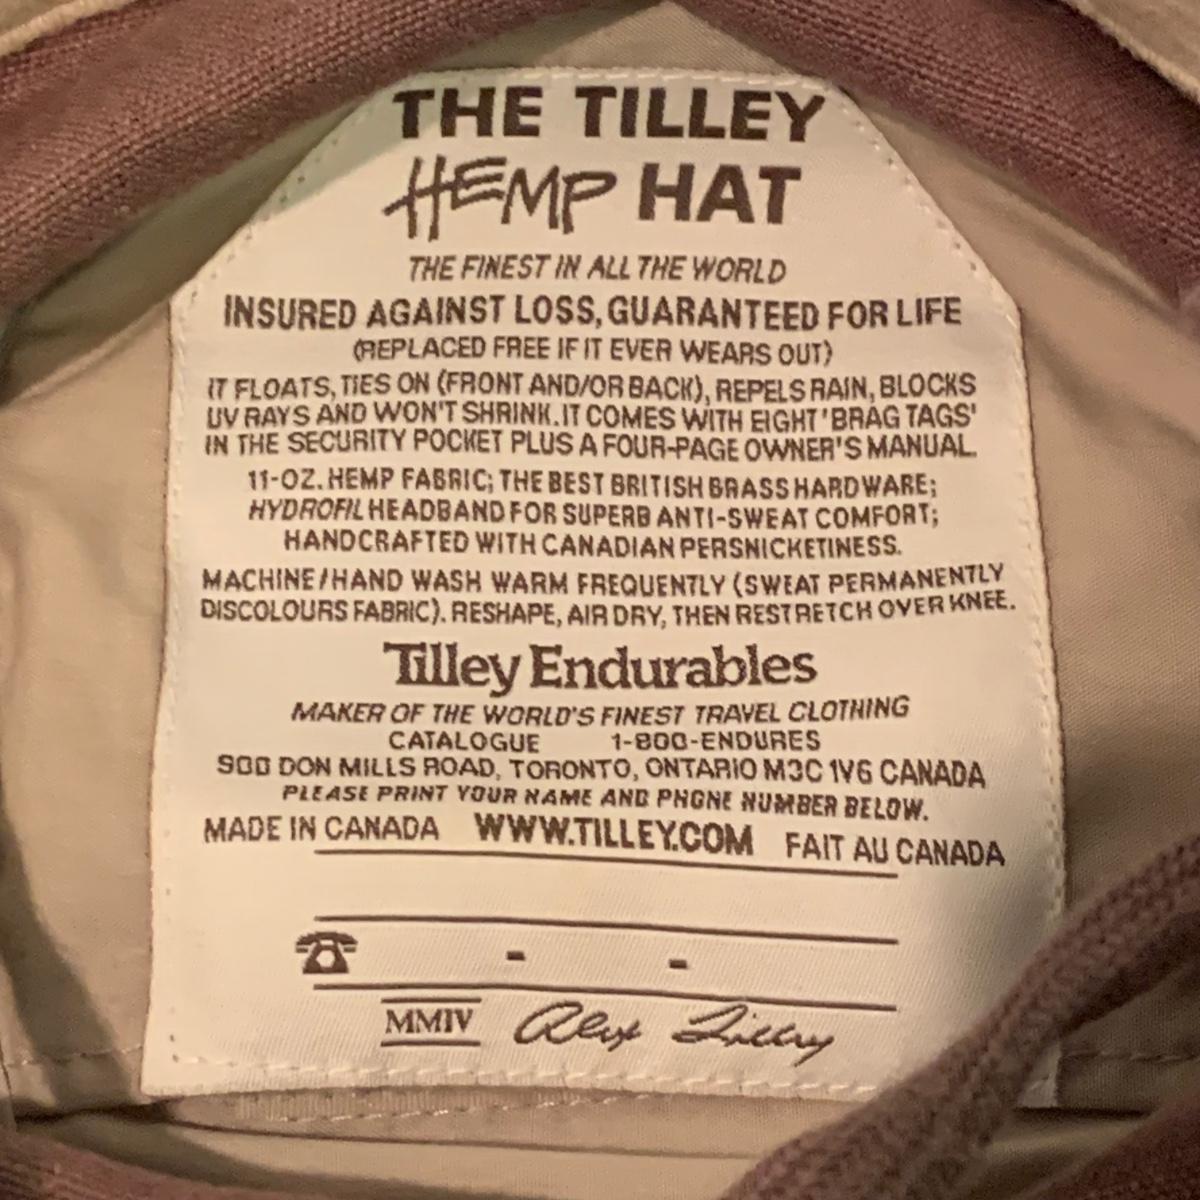 THE TILLEY
HEMP HAT
THE FINEST IN ALL THE WORLD
INSURED AGAINST LOSS, GUARANTEED FOR LIFE
(REPLACED FREE IF IT EVER WEARS OUT)
IT FLOATS, TIES ON (FRONT AND/OR BACK), REPELS RAIN, BLOCKS
UV RAYS AND WON'T SHRINK. IT COMES WITH EIGHT 'BRAG TAGS'
IN THE SECURITY POCKET PLUS A FOUR-PAGE OWNER'S MANUAL.
11-OZ. HEMP FABRIC; THE BEST BRITISH BRASS HARDWARE;
HYDROFIL HEADBAND FOR SUPERB ANTI-SWEAT COMFORT;
HANDCRAFTED WITH CANADIAN PERSNICKETINESS.
MACHINE/HAND WASH WARM FREQUENTLY (SWEAT PERMANENTLY
DISCOLOURS FABRIC). RESHAPE, AIR DRY, THEN RESTRETCH OVER KNEE.
Tilley Endurables
MAKER OF THE WORLD'S FINEST TRAVEL CLOTHING
CATALOGUE 1-800-ENDURES
900 DON MILLS ROAD, TORONTO, ONTARIO M3C 1V6 CANADA
PLEASE PRINT YOUR NAME AND PHONE NUMBER BELOW.
MADE IN CANADA WWW.TILLEY.COM FAIT AU CANADA
☎ - -
MMIV Alex Tilley